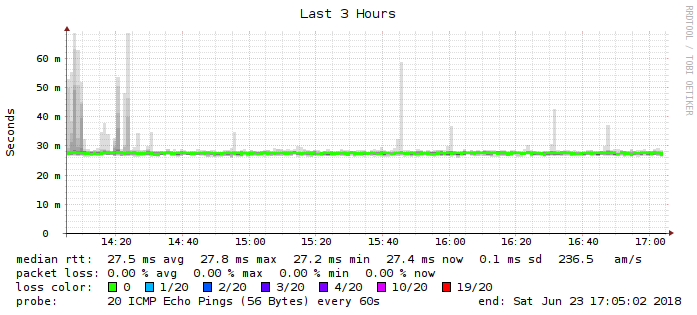 Last 3 Hours
RRDTOOL / TOBI OETIKER
Seconds
60 m
50 m
40 m
30 m
20 m
10 m
0
14:20 14:40 15:00 15:20 15:40 16:00 16:20 16:40 17:00
median rtt: 27.5 ms avg 27.8 ms max 27.2 ms min 27.4 ms now 0.1 ms sd 236.5 am/s
packet loss: 0.00 % avg 0.00 % max 0.00 % min 0.00 % now
loss color: 0 1/20 2/20 3/20 4/20 10/20 19/20
probe: 20 ICMP Echo Pings (56 Bytes) every 60s end: Sat Jun 23 17:05:02 2018